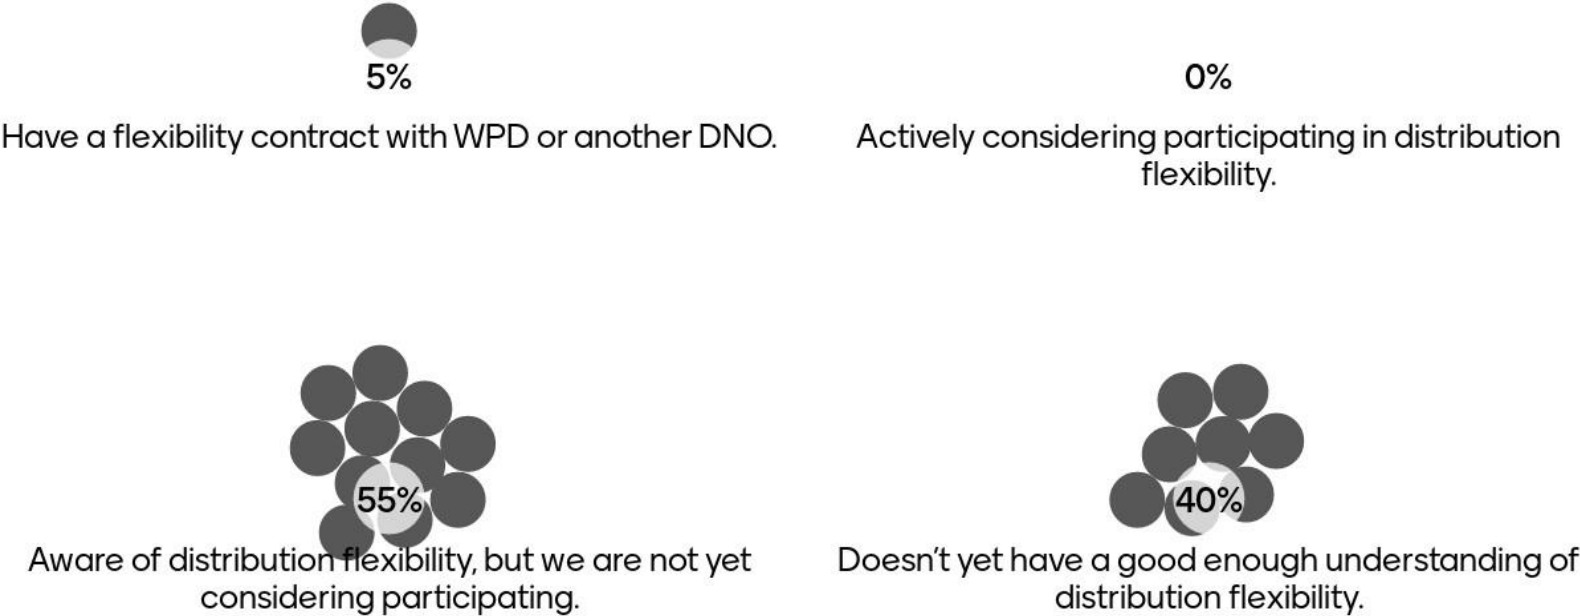 5%
Have a flexibility contract with WPD or another DNO.
0%
Actively considering participating in distribution
flexibility.
55%
Aware of distribution flexibility, but we are not yet
considering participating.
40%
Doesn't yet have a good enough understanding of
distribution flexibility.